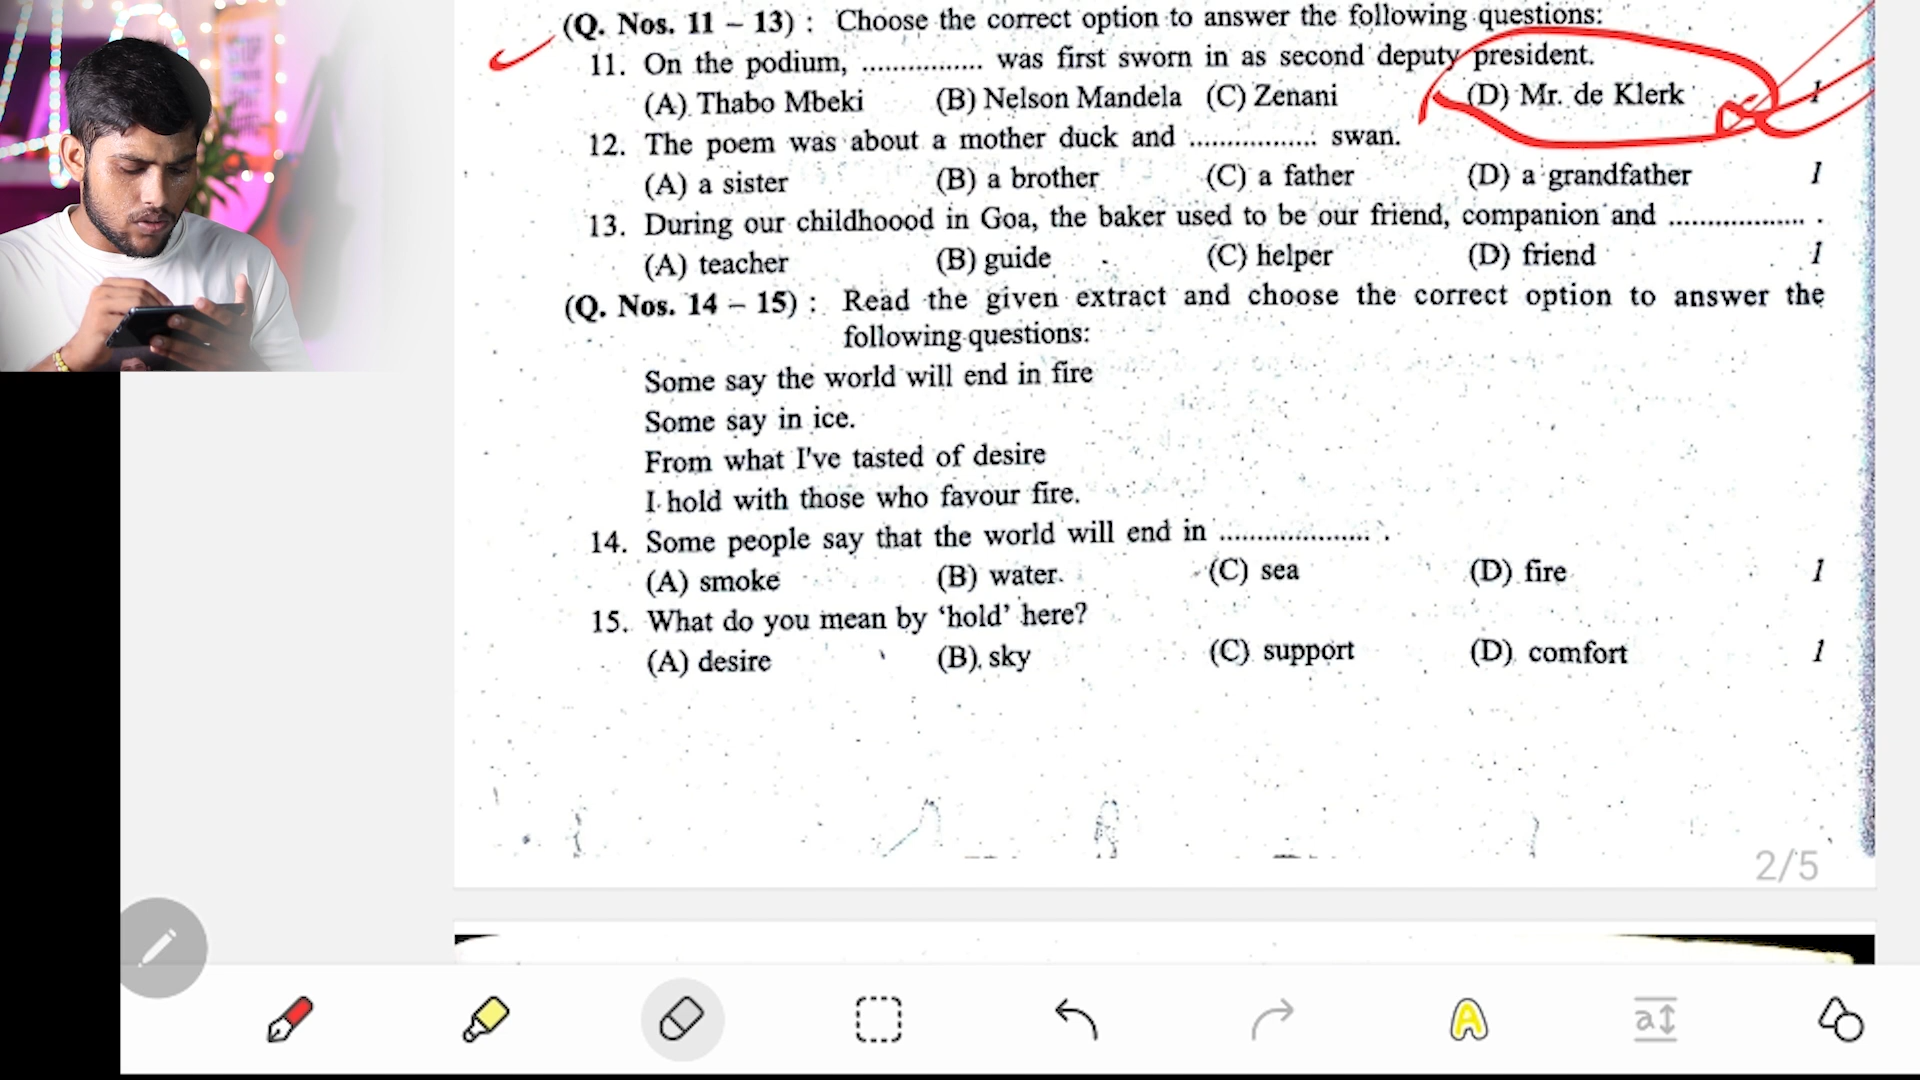 (Q. Nos. 11 – 13) : Choose the correct option to answer the following questions:
11. On the podium, ................ was first sworn in as second deputy president.
(A) Thabo Mbeki (B) Nelson Mandela (C) Zenani (D) Mr. de Klerk 1
12. The poem was about a mother duck and ................. swan.
(A) a sister (B) a brother (C) a father (D) a grandfather 1
13. During our childhoood in Goa, the baker used to be our friend, companion and .................. .
(A) teacher (B) guide (C) helper (D) friend 1
(Q. Nos. 14 – 15) : Read the given extract and choose the correct option to answer the
following questions:
Some say the world will end in fire
Some say in ice.
From what I've tasted of desire
I hold with those who favour fire.
14. Some people say that the world will end in .................... .
(A) smoke (B) water (C) sea (D) fire 1
15. What do you mean by ‘hold’ here?
(A) desire (B) sky (C) support (D) comfort 1
2/5
A a